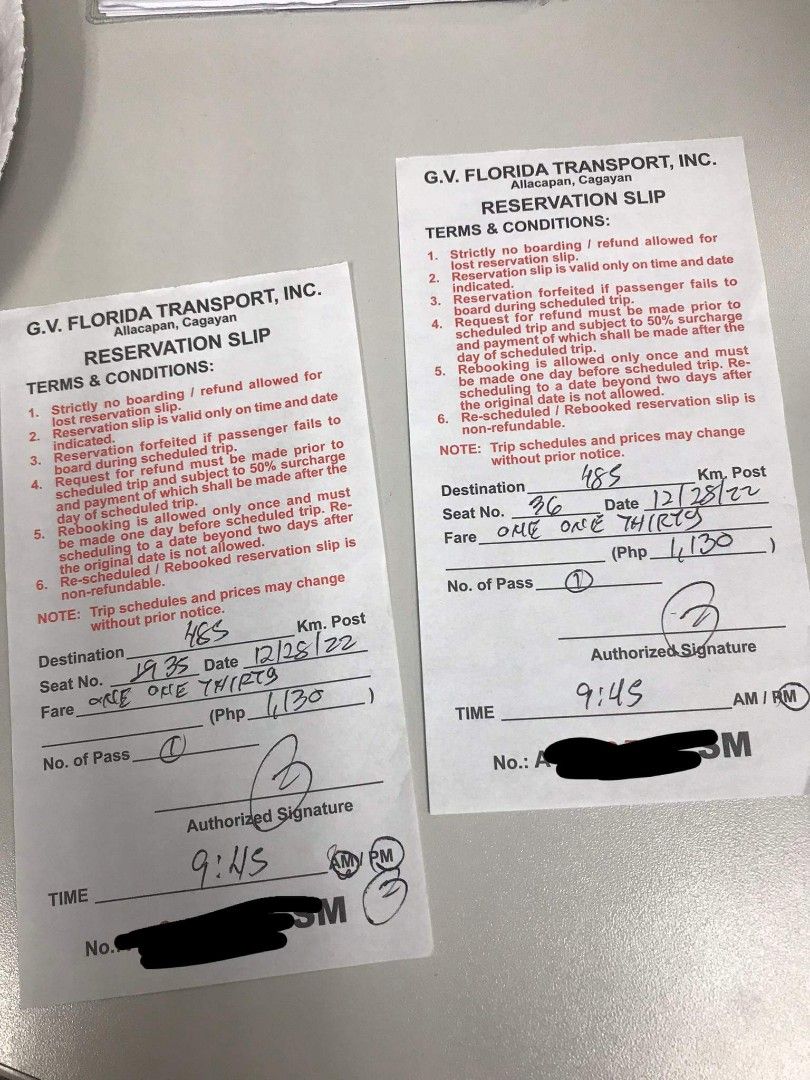 G.V. FLORIDA TRANSPORT, INC.
Allacapan, Cagayan
RESERVATION SLIP
TERMS & CONDITIONS:
1. Strictly no boarding / refund allowed for
lost reservation slip.
2. Reservation slip is valid only on time and date
indicated.
3. Reservation forfeited if passenger fails to
board during scheduled trip.
4. Request for refund must be made prior to
scheduled trip and subject to 50% surcharge
and payment of which shall be made after the
day of scheduled trip.
5. Rebooking is allowed only once and must
be made one day before scheduled trip. Re-
scheduling to a date beyond two days after
the original date is not allowed.
6. Re-scheduled / Rebooked reservation slip is
non-refundable.
NOTE: Trip schedules and prices may change
without prior notice.
Destination 485 Km. Post
Seat No. 35 Date 12/28/22
Fare ONE ONE THIRTY
(Php 1,130 )
No. of Pass 1
Authorized Signature
TIME 9:45 AM / PM
No.: SM
G.V. FLORIDA TRANSPORT, INC.
Allacapan, Cagayan
RESERVATION SLIP
TERMS & CONDITIONS:
1. Strictly no boarding / refund allowed for
lost reservation slip.
2. Reservation slip is valid only on time and date
indicated.
3. Reservation forfeited if passenger fails to
board during scheduled trip.
4. Request for refund must be made prior to
scheduled trip and subject to 50% surcharge
and payment of which shall be made after the
day of scheduled trip.
5. Rebooking is allowed only once and must
be made one day before scheduled trip. Re-
scheduling to a date beyond two days after
the original date is not allowed.
6. Re-scheduled / Rebooked reservation slip is
non-refundable.
NOTE: Trip schedules and prices may change
without prior notice.
Destination 485 Km. Post
Seat No. 36 Date 12/28/22
Fare ONE ONE THIRTY
(Php 1,130 )
No. of Pass 1
Authorized Signature
TIME 9:45 AM / PM
No.: A SM